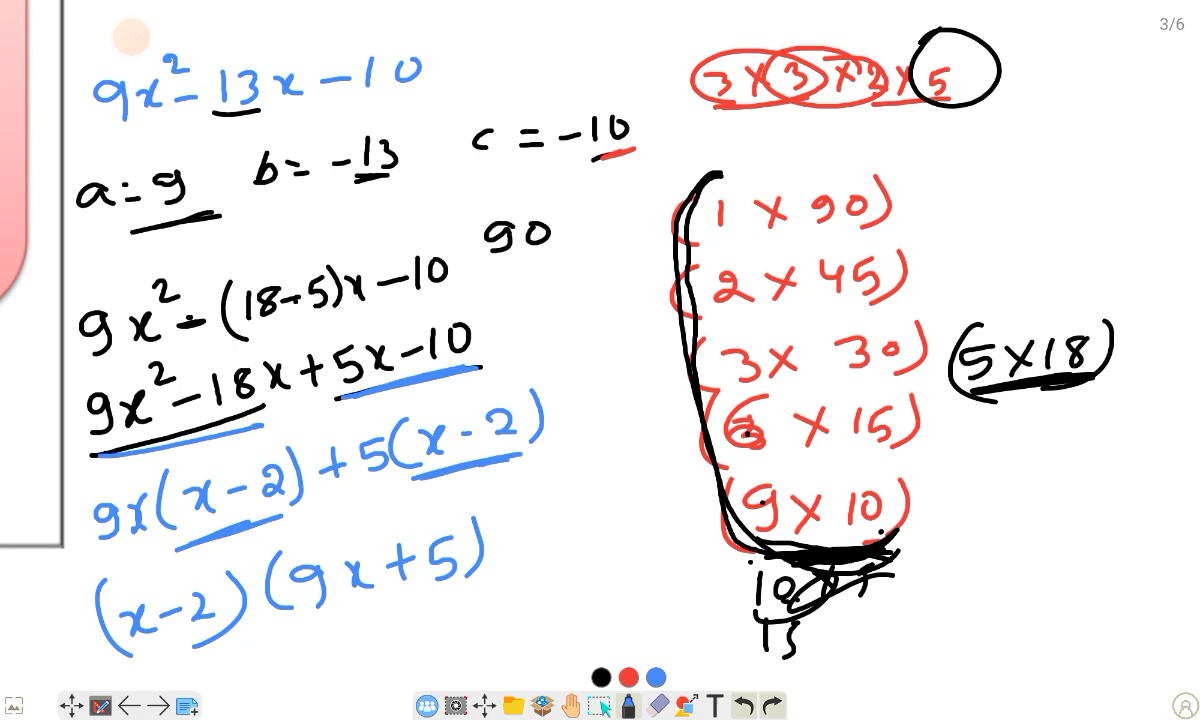 3/6
9x² - 13x - 10
3 × 3 × 2 × 5
a = 9 b = -13 c = -10
90
(1 × 90)
(2 × 45)
9x² - (18-5)x - 10
(3 × 30) (5 × 18)
9x² - 18x + 5x - 10
× 15)
9x(x-2) + 5(x-2)
(9 × 10)
(x-2) (9x+5)
10
13
T